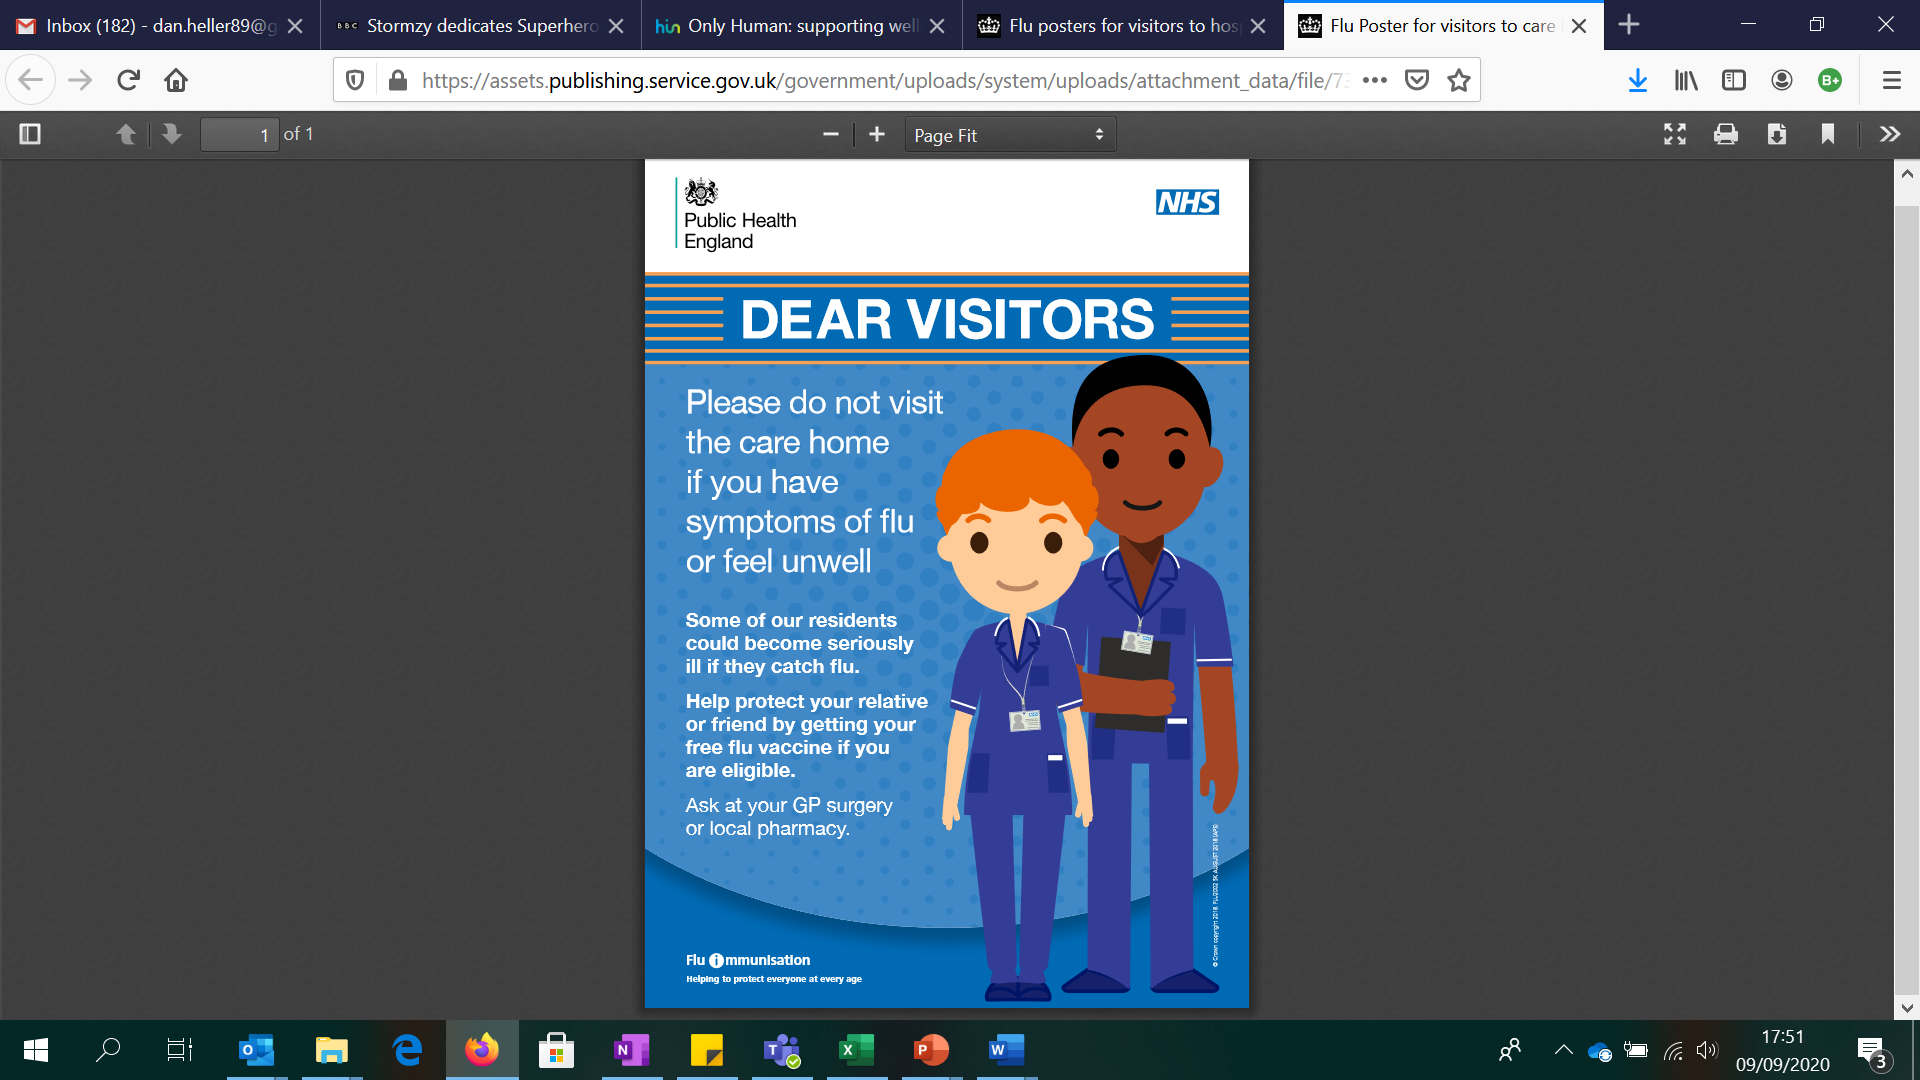 Inbox (182) - dan.heller89@g
BBC
Stormzy dedicates Superhero
hin
Only Human: supporting well
Flu posters for visitors to hos
Flu Poster for visitors to care
https://assets.publishing.service.gov.uk/government/uploads/system/uploads/attachment_data/file/73
B+
1 of 1
Page Fit
Public Health
England
NHS
DEAR VISITORS
Please do not visit
the care home
if you have
symptoms of flu
or feel unwell
Some of our residents
could become seriously
ill if they catch flu.
Help protect your relative
or friend by getting your
free flu vaccine if you
are eligible.
Ask at your GP surgery
or local pharmacy.
Flu immunisation
Helping to protect everyone at every age
17:51
09/09/2020
3